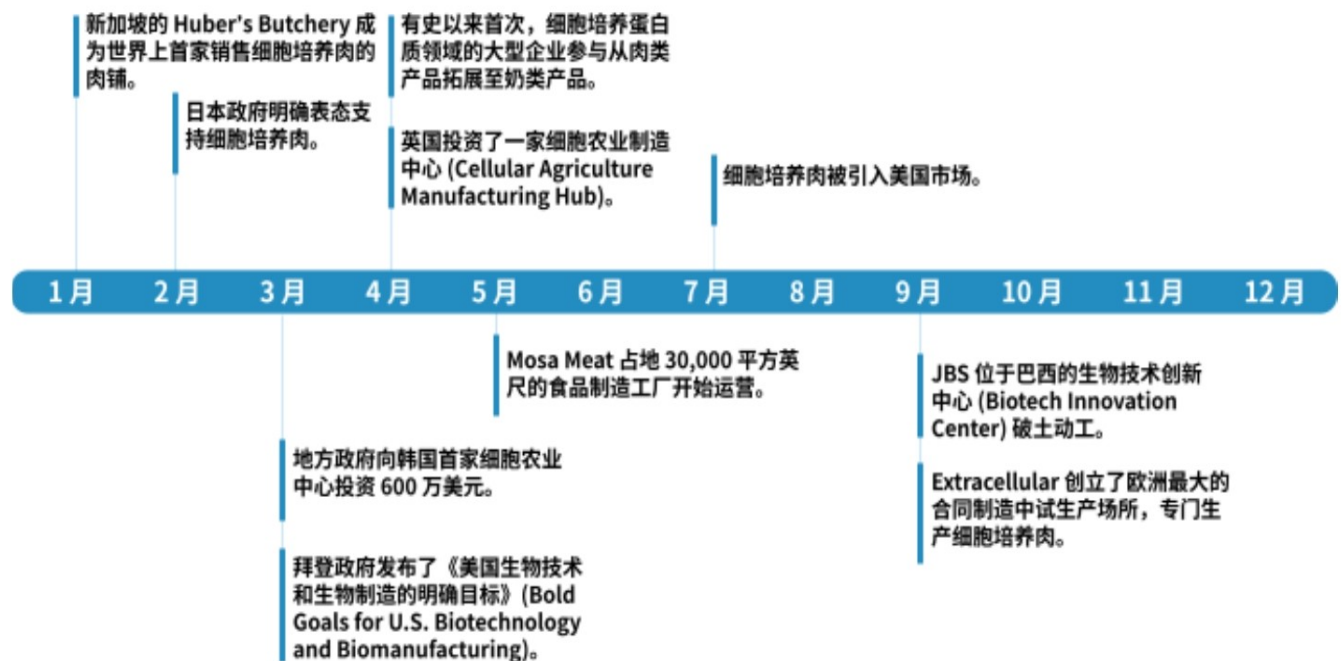 新加坡的 Huber's Butchery 成
为世界上首家销售细胞培养肉的
肉铺。
日本政府明确表态支
持细胞培养肉。
有史以来首次，细胞培养蛋白
质领域的大型企业参与从肉类
产品拓展至奶类产品。
英国投资了一家细胞农业制造
中心 (Cellular Agriculture
Manufacturing Hub)。
细胞培养肉被引入美国市场。
1 月 2 月 3 月 4 月 5 月 6 月 7 月 8 月 9 月 10 月 11 月 12 月
地方政府向韩国首家细胞农业
中心投资 600 万美元。
拜登政府发布了《美国生物技术
和生物制造的明确目标》(Bold
Goals for U.S. Biotechnology
and Biomanufacturing)。
Mosa Meat 占地 30,000 平方英
尺的食品制造工厂开始运营。
JBS 位于巴西的生物技术创新
中心 (Biotech Innovation
Center) 破土动工。
Extracellular 创立了欧洲最大的
合同制造中试生产场所，专门生
产细胞培养肉。